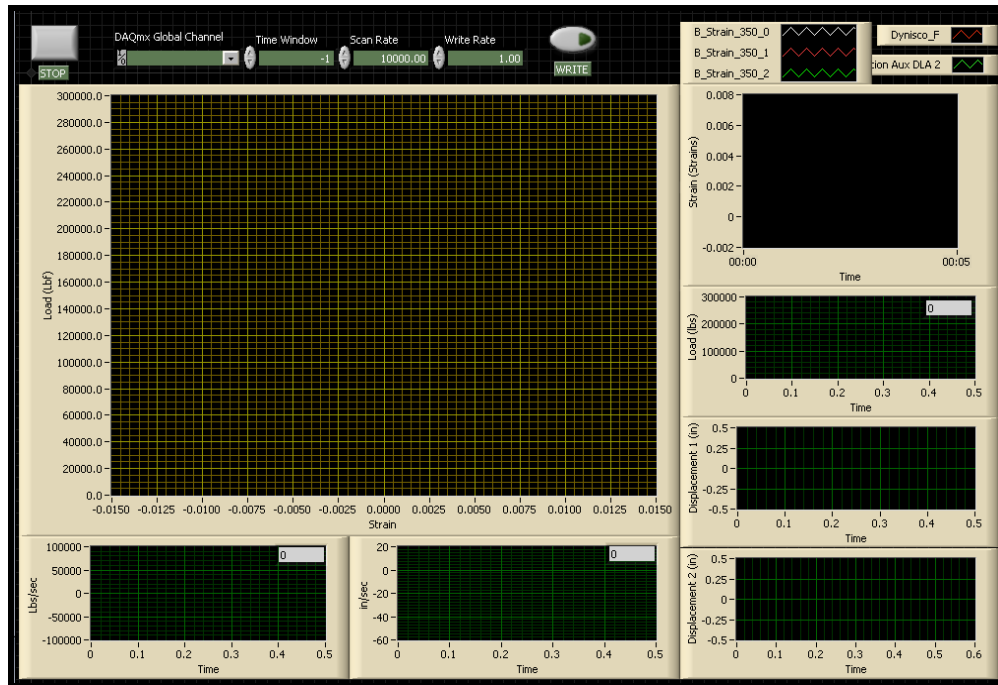 DAQmx Global Channel
Time Window
Scan Rate
Write Rate
-1
10000.00
1.00
STOP
WRITE
B_Strain_350_0
B_Strain_350_1
B_Strain_350_2
Dynisco_F
ion Aux DLA 2
300000.0
280000.0
260000.0
240000.0
220000.0
200000.0
180000.0
160000.0
140000.0
120000.0
100000.0
80000.0
60000.0
40000.0
20000.0
0.0
Load (Lbf)
-0.0150 -0.0125 -0.0100 -0.0075 -0.0050 -0.0025 0.0000 0.0025 0.0050 0.0075 0.0100 0.0125 0.0150
Strain
0.008
0.006
0.004
0.002
0
-0.002
Strain (Strains)
00:00 00:05
Time
300000
200000
100000
0
Load (lbs)
0
0 0.1 0.2 0.3 0.4 0.5
Time
0.5
0.25
0
-0.25
-0.5
Displacement 1 (in)
0 0.1 0.2 0.3 0.4 0.5
Time
100000
50000
0
-50000
-100000
Lbs/sec
0
0 0.1 0.2 0.3 0.4 0.5
Time
20
0
-20
-40
-60
in/sec
0
0 0.1 0.2 0.3 0.4 0.5
Time
0.5
0.25
0
-0.25
-0.5
Displacement 2 (in)
0 0.1 0.2 0.3 0.4 0.5 0.6
Time